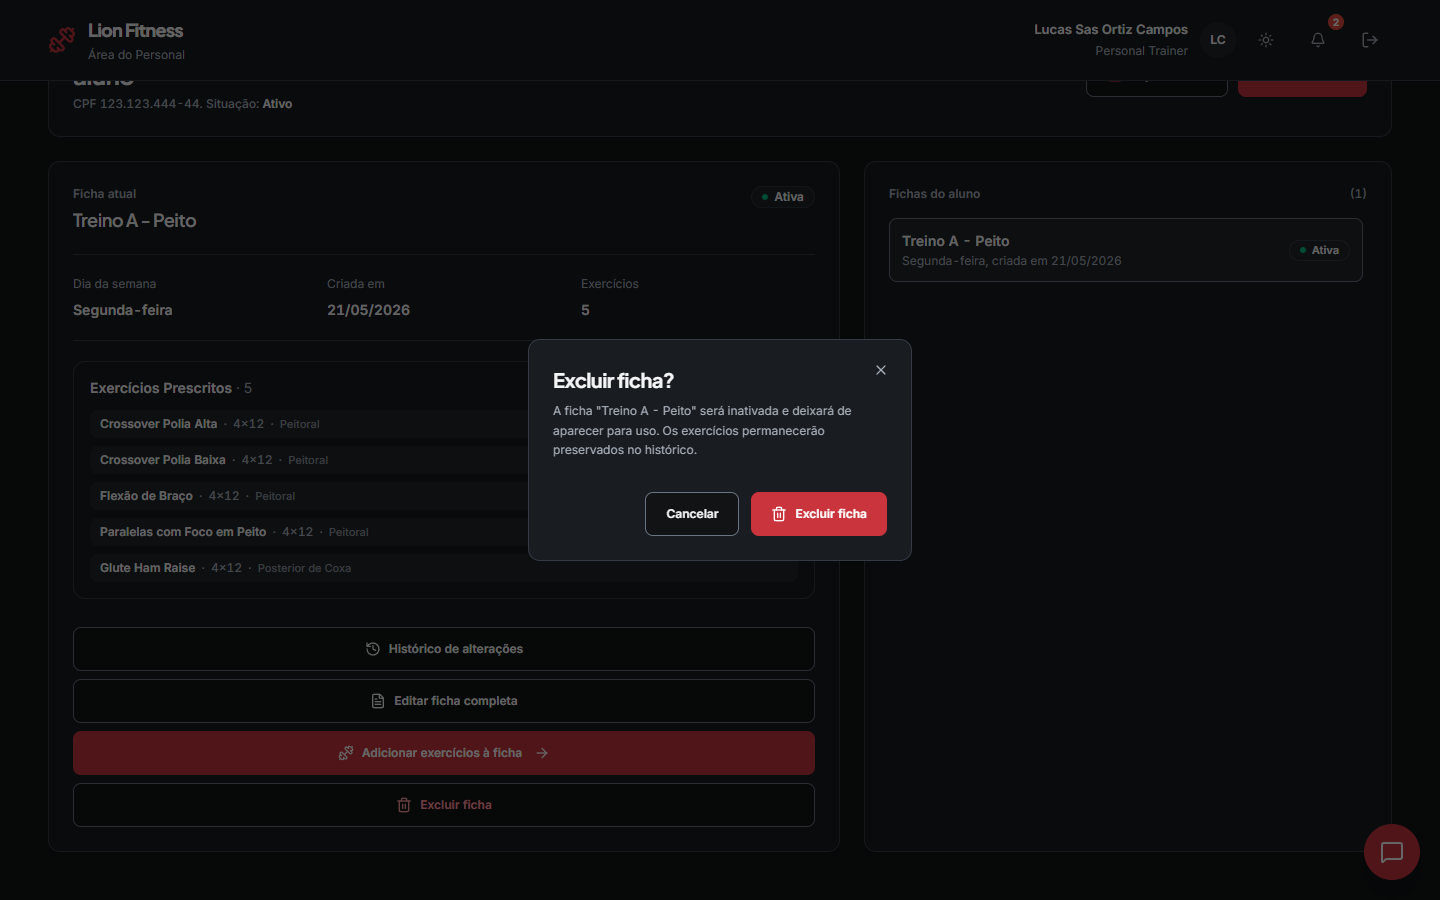 Lion Fitness
Área do Personal
Lucas Sas Ortiz Campos
Personal Trainer
LC
2
aluno
CPF 123.123.444-44. Situação: Ativo
Ficha atual
Treino A - Peito
Ativa
Dia da semana
Segunda-feira
Criada em
21/05/2026
Exercícios
5
Exercícios Prescritos · 5
Crossover Polia Alta · 4×12 · Peitoral
Crossover Polia Baixa · 4×12 · Peitoral
Flexão de Braço · 4×12 · Peitoral
Paralelas com Foco em Peito · 4×12 · Peitoral
Glute Ham Raise · 4×12 · Posterior de Coxa
Histórico de alterações
Editar ficha completa
Adicionar exercícios à ficha
Excluir ficha
Fichas do aluno
(1)
Treino A - Peito
Segunda-feira, criada em 21/05/2026
Ativa
Excluir ficha?
A ficha "Treino A - Peito" será inativada e deixará de
aparecer para uso. Os exercícios permanecerão
preservados no histórico.
Cancelar
Excluir ficha